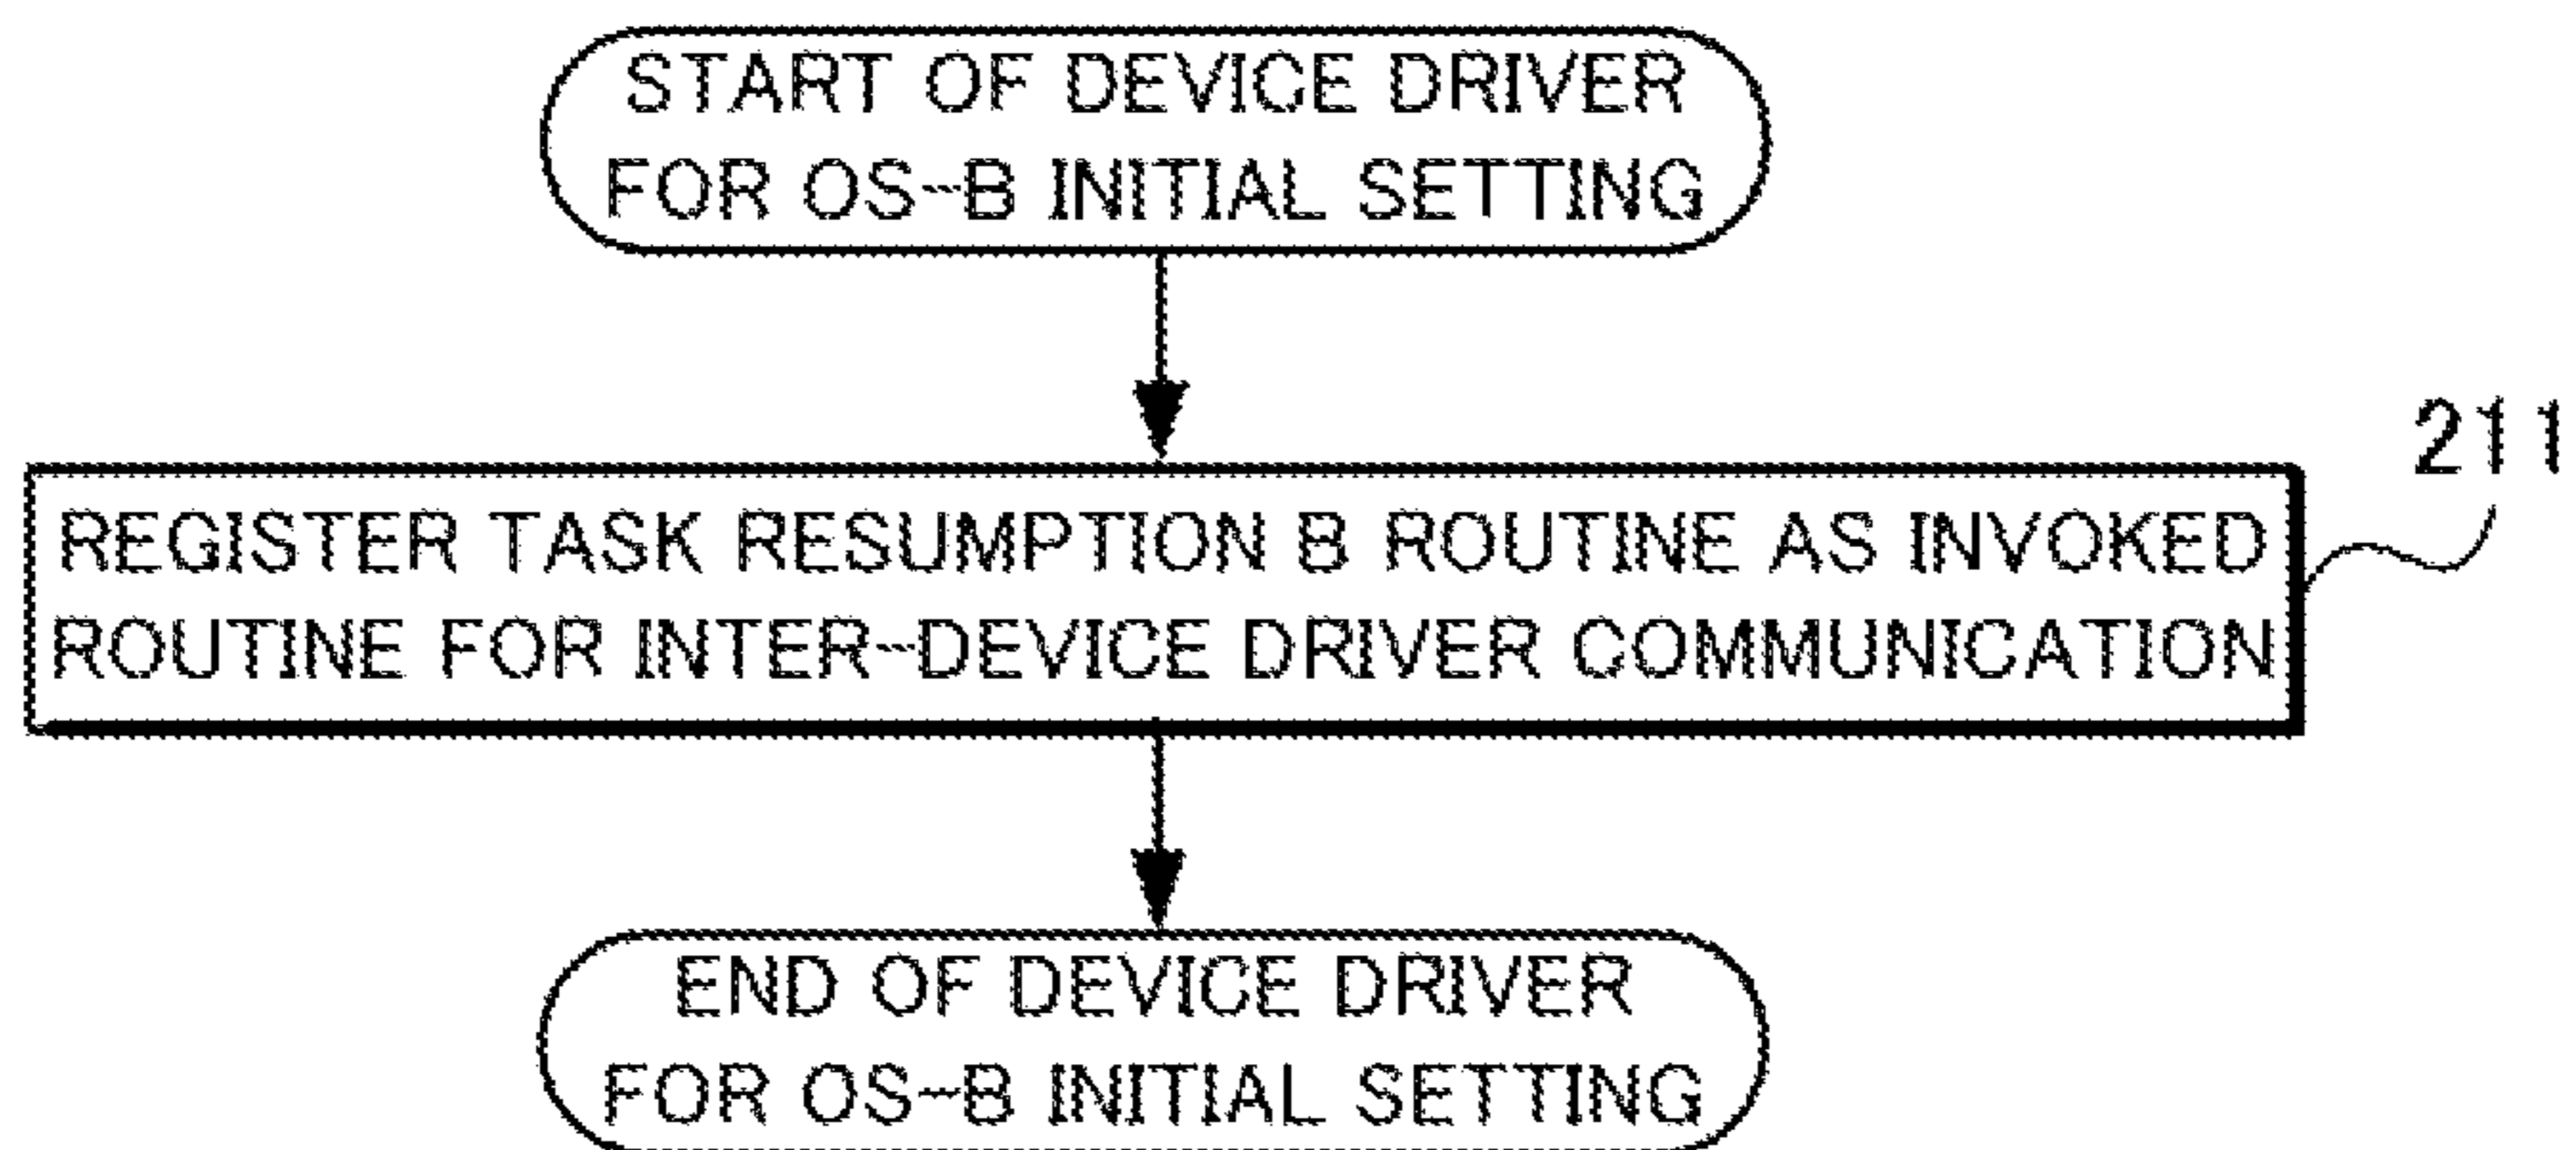 START OF DEVICE DRIVER
FOR OS-B INITIAL SETTING
211
REGISTER TASK RESUMPTION B ROUTINE AS INVOKED
ROUTINE FOR INTER-DEVICE DRIVER COMMUNICATION
END OF DEVICE DRIVER
FOR OS-B INITIAL SETTING